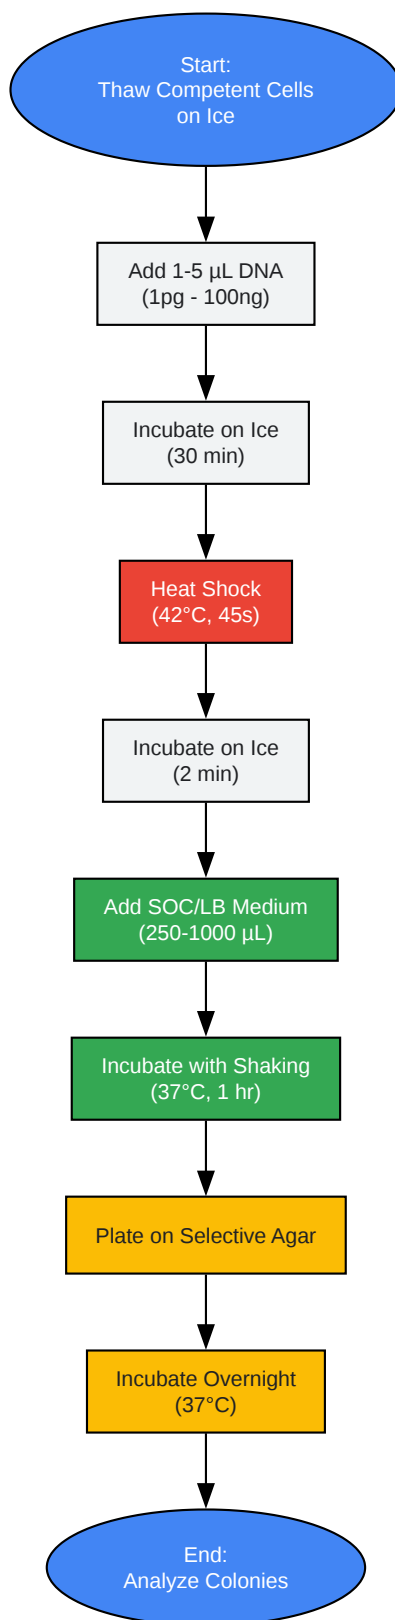 Start:
Thaw Competent Cells
on Ice
Add 1-5 µL DNA
(1pg - 100ng)
Incubate on Ice
(30 min)
Heat Shock
(42°C, 45s)
Incubate on Ice
(2 min)
Add SOC/LB Medium
(250-1000 µL)
Incubate with Shaking
(37°C, 1 hr)
Plate on Selective Agar
Incubate Overnight
(37°C)
End:
Analyze Colonies